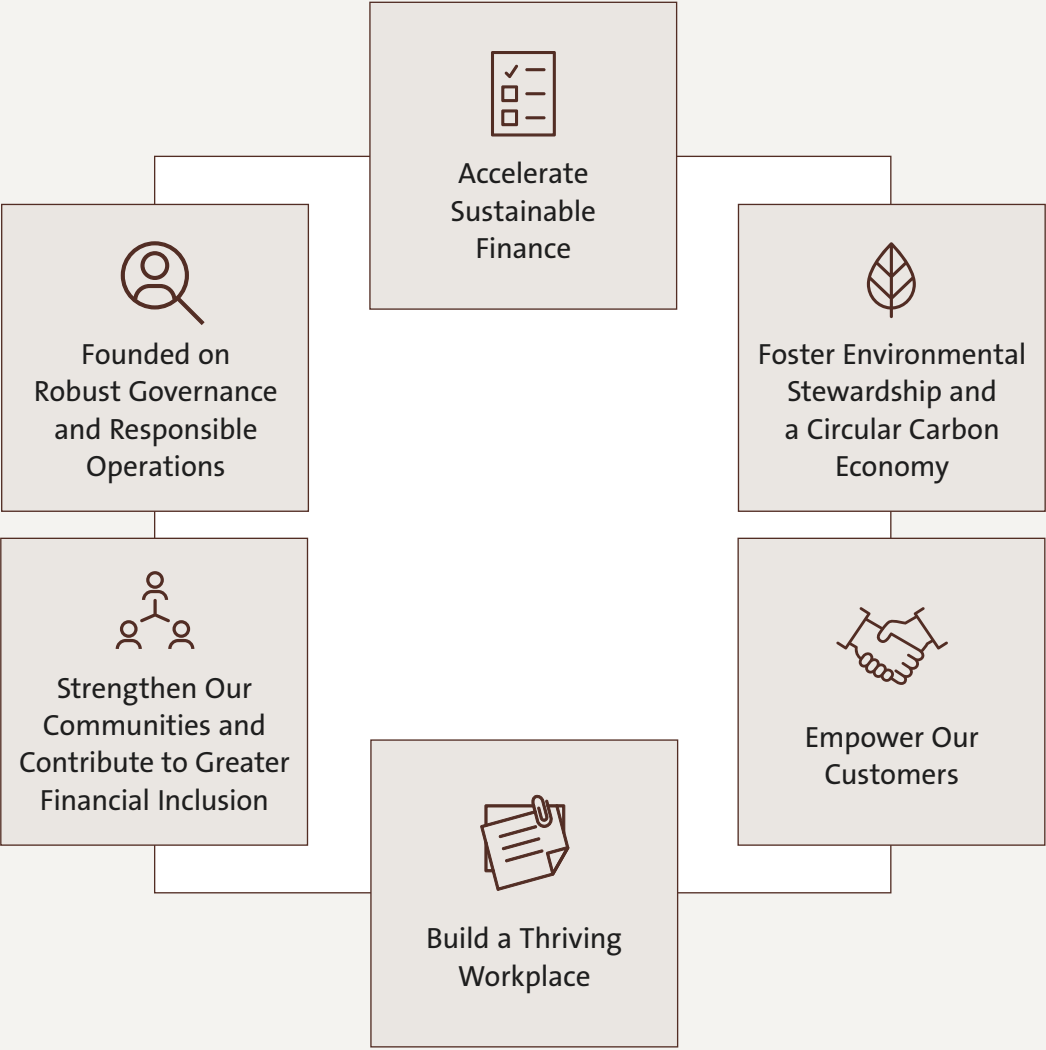 Accelerate
Sustainable
Finance
Founded on
Robust Governance
and Responsible
Operations
Foster Environmental
Stewardship and
a Circular Carbon
Economy
Strengthen Our
Communities and
Contribute to Greater
Financial Inclusion
Empower Our
Customers
Build a Thriving
Workplace